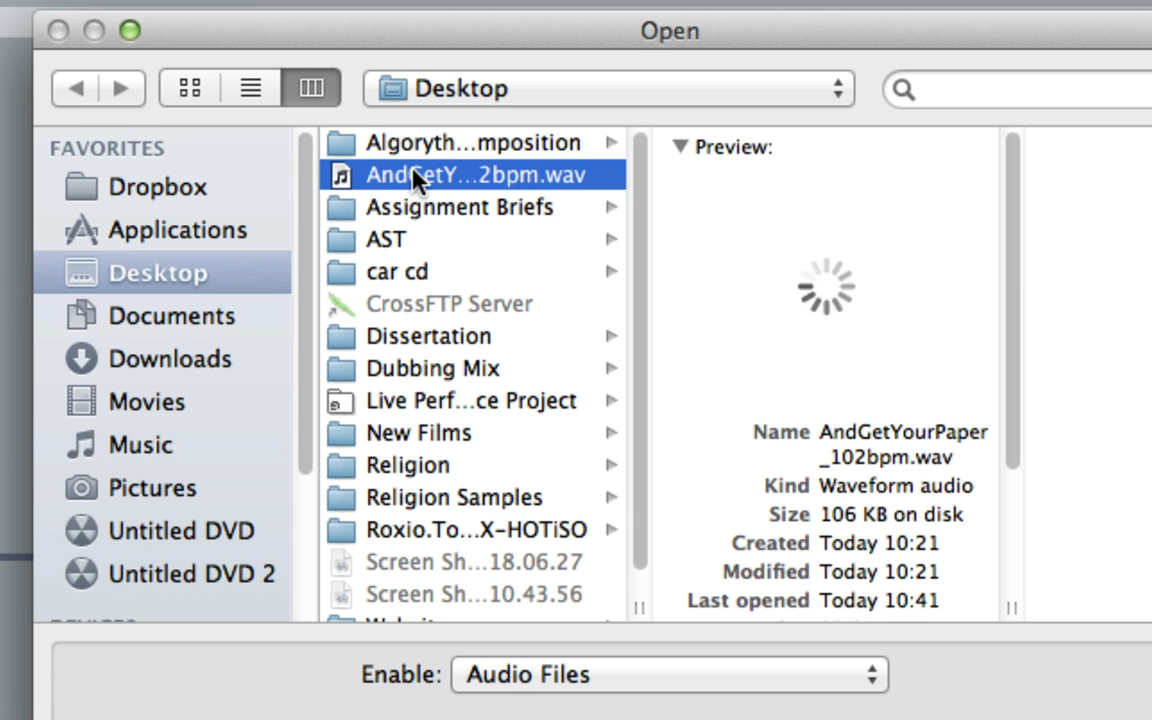 Open
Desktop
FAVORITES
Dropbox
Applications
Desktop
Documents
Downloads
Movies
Music
Pictures
Untitled DVD
Untitled DVD 2
Algoryth...mposition
AndGetY...2bpm.wav
Assignment Briefs
AST
car cd
CrossFTP Server
Dissertation
Dubbing Mix
Live Perf...ce Project
New Films
Religion
Religion Samples
Roxio.To...X-HOTiSO
Screen Sh...18.06.27
Screen Sh...10.43.56
Preview:
Name AndGetYourPaper
_102bpm.wav
Kind Waveform audio
Size 106 KB on disk
Created Today 10:21
Modified Today 10:21
Last opened Today 10:41
Enable: Audio Files